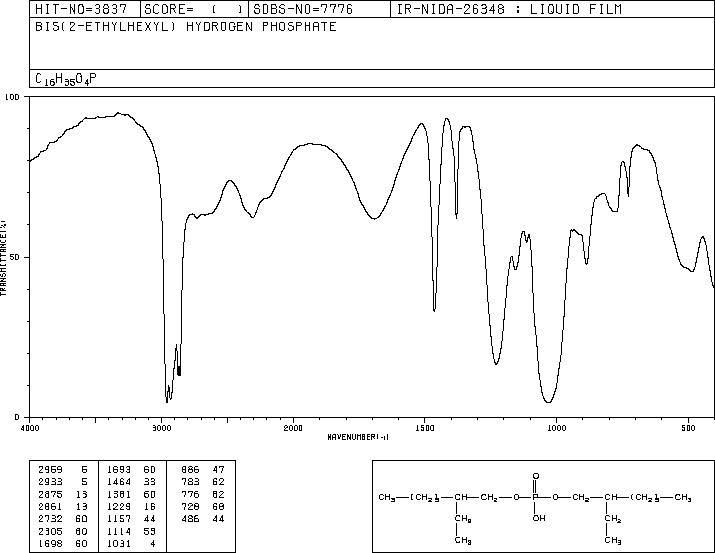 HIT-NO=3837 SCORE= ( ) SDBS-NO=7776 IR-NIDA-26348 : LIQUID FILM
BIS(2-ETHYLHEXYL) HYDROGEN PHOSPHATE
C16H35O4P
100
50
0
TRANSMITTANCE(%)
4000 3000 2000 1500 1000 500
WAVENUMBER(-1)
2969 6 1693 60 886 47
2933 5 1464 33 783 62
2875 13 1381 60 776 62
2861 13 1229 16 728 68
2732 60 1157 44 486 44
2305 60 1114 59
1698 60 1031 4
O
CH3-(CH2)3-CH-CH2-O-P-O-CH2-CH-(CH2)3-CH3
CH2 OH CH2
CH3 CH3